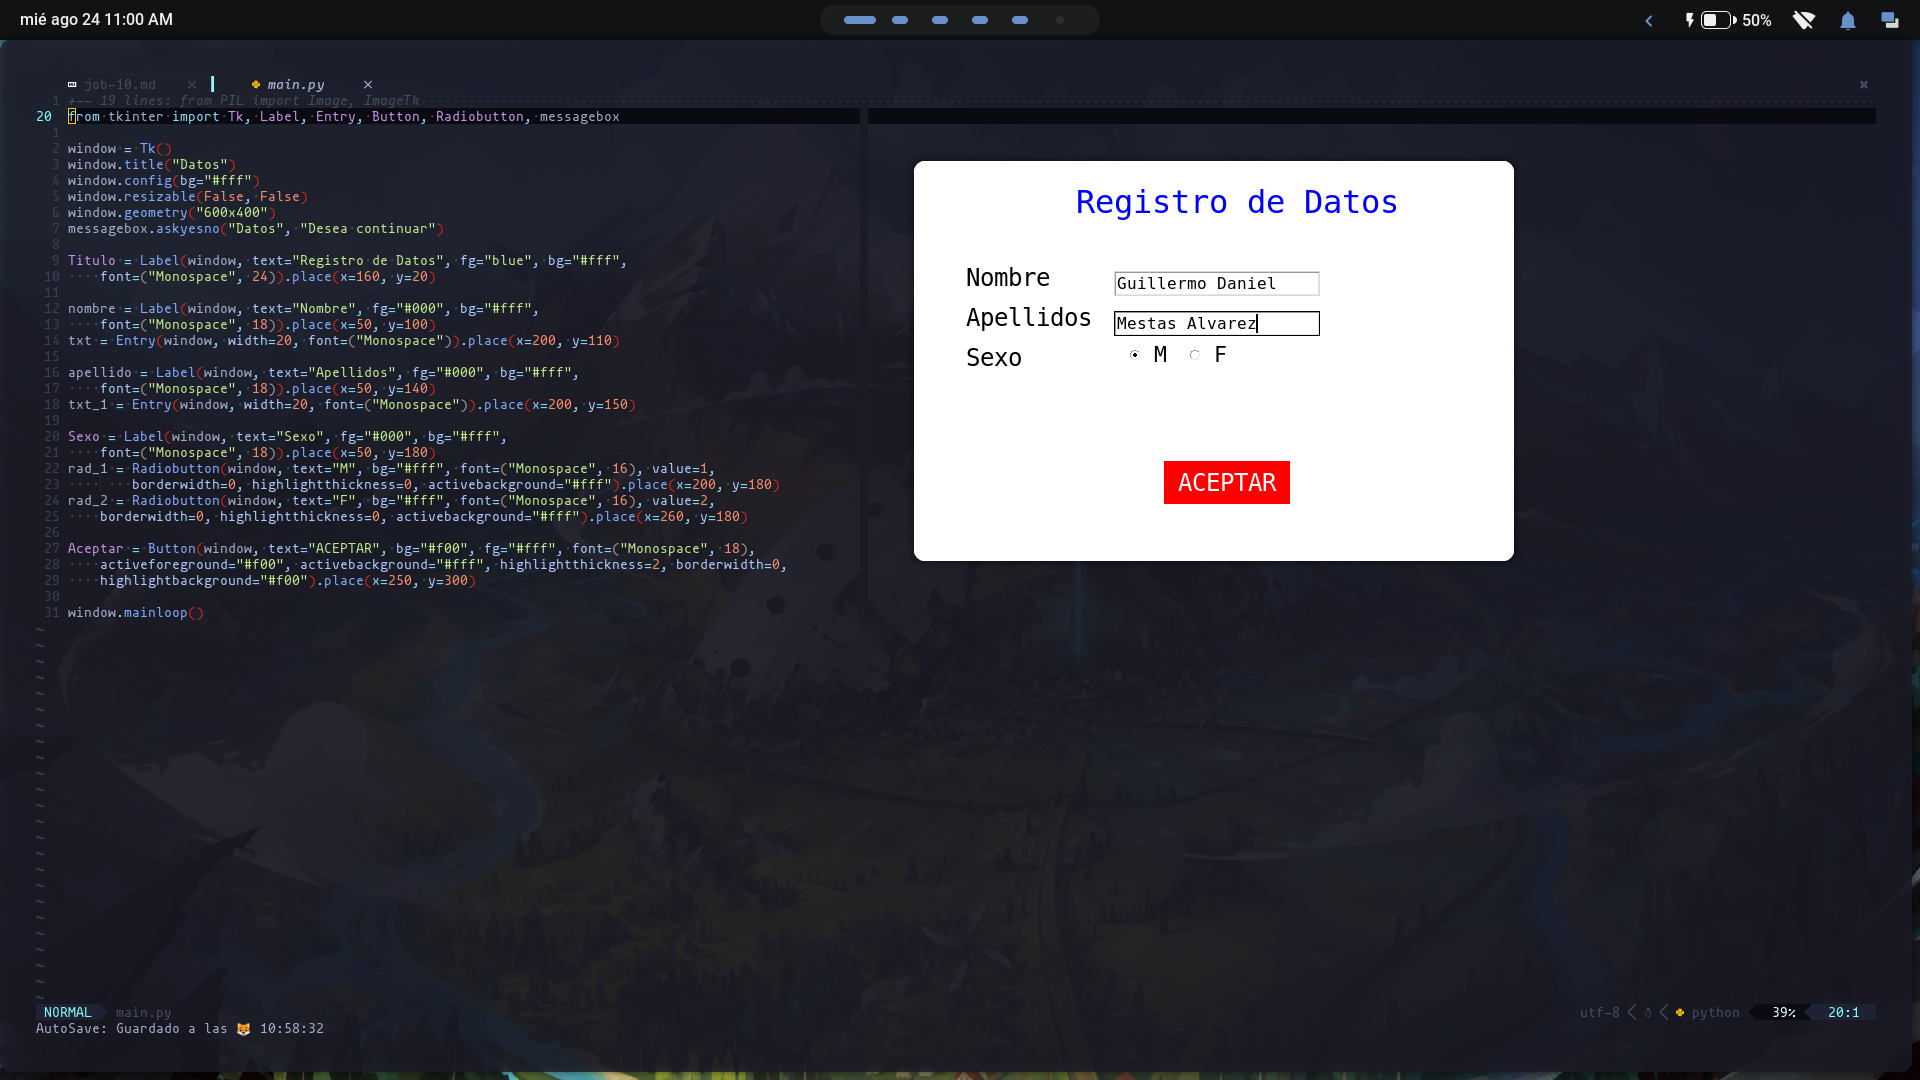 mié ago 24 11:00 AM
50%
job-10.md
main.py
1 +-- 19 lines: from PIL import Image, ImageTk
20 from tkinter import Tk, Label, Entry, Button, Radiobutton, messagebox
1
2 window = Tk()
3 window.title("Datos")
4 window.config(bg="#fff")
5 window.resizable(False, False)
6 window.geometry("600x400")
7 messagebox.askyesno("Datos", "Desea continuar")
8
9 Titulo = Label(window, text="Registro de Datos", fg="blue", bg="#fff",
10     font=("Monospace", 24)).place(x=160, y=20)
11
12 nombre = Label(window, text="Nombre", fg="#000", bg="#fff",
13     font=("Monospace", 18)).place(x=50, y=100)
14 txt = Entry(window, width=20, font=("Monospace")).place(x=200, y=110)
15
16 apellido = Label(window, text="Apellidos", fg="#000", bg="#fff",
17     font=("Monospace", 18)).place(x=50, y=140)
18 txt_1 = Entry(window, width=20, font=("Monospace")).place(x=200, y=150)
19
20 Sexo = Label(window, text="Sexo", fg="#000", bg="#fff",
21     font=("Monospace", 18)).place(x=50, y=180)
22 rad_1 = Radiobutton(window, text="M", bg="#fff", font=("Monospace", 16), value=1,
23         borderwidth=0, highlightthickness=0, activebackground="#fff").place(x=200, y=180)
24 rad_2 = Radiobutton(window, text="F", bg="#fff", font=("Monospace", 16), value=2,
25     borderwidth=0, highlightthickness=0, activebackground="#fff").place(x=260, y=180)
26
27 Aceptar = Button(window, text="ACEPTAR", bg="#f00", fg="#fff", font=("Monospace", 18),
28     activeforeground="#f00", activebackground="#fff", highlightthickness=2, borderwidth=0,
29     highlightbackground="#f00").place(x=250, y=300)
30
31 window.mainloop()
Registro de Datos
Nombre Guillermo Daniel
Apellidos Mestas Alvarez
Sexo M F
ACEPTAR
NORMAL main.py
utf-8 python 39% 20:1
AutoSave: Guardado a las 🦊 10:58:32